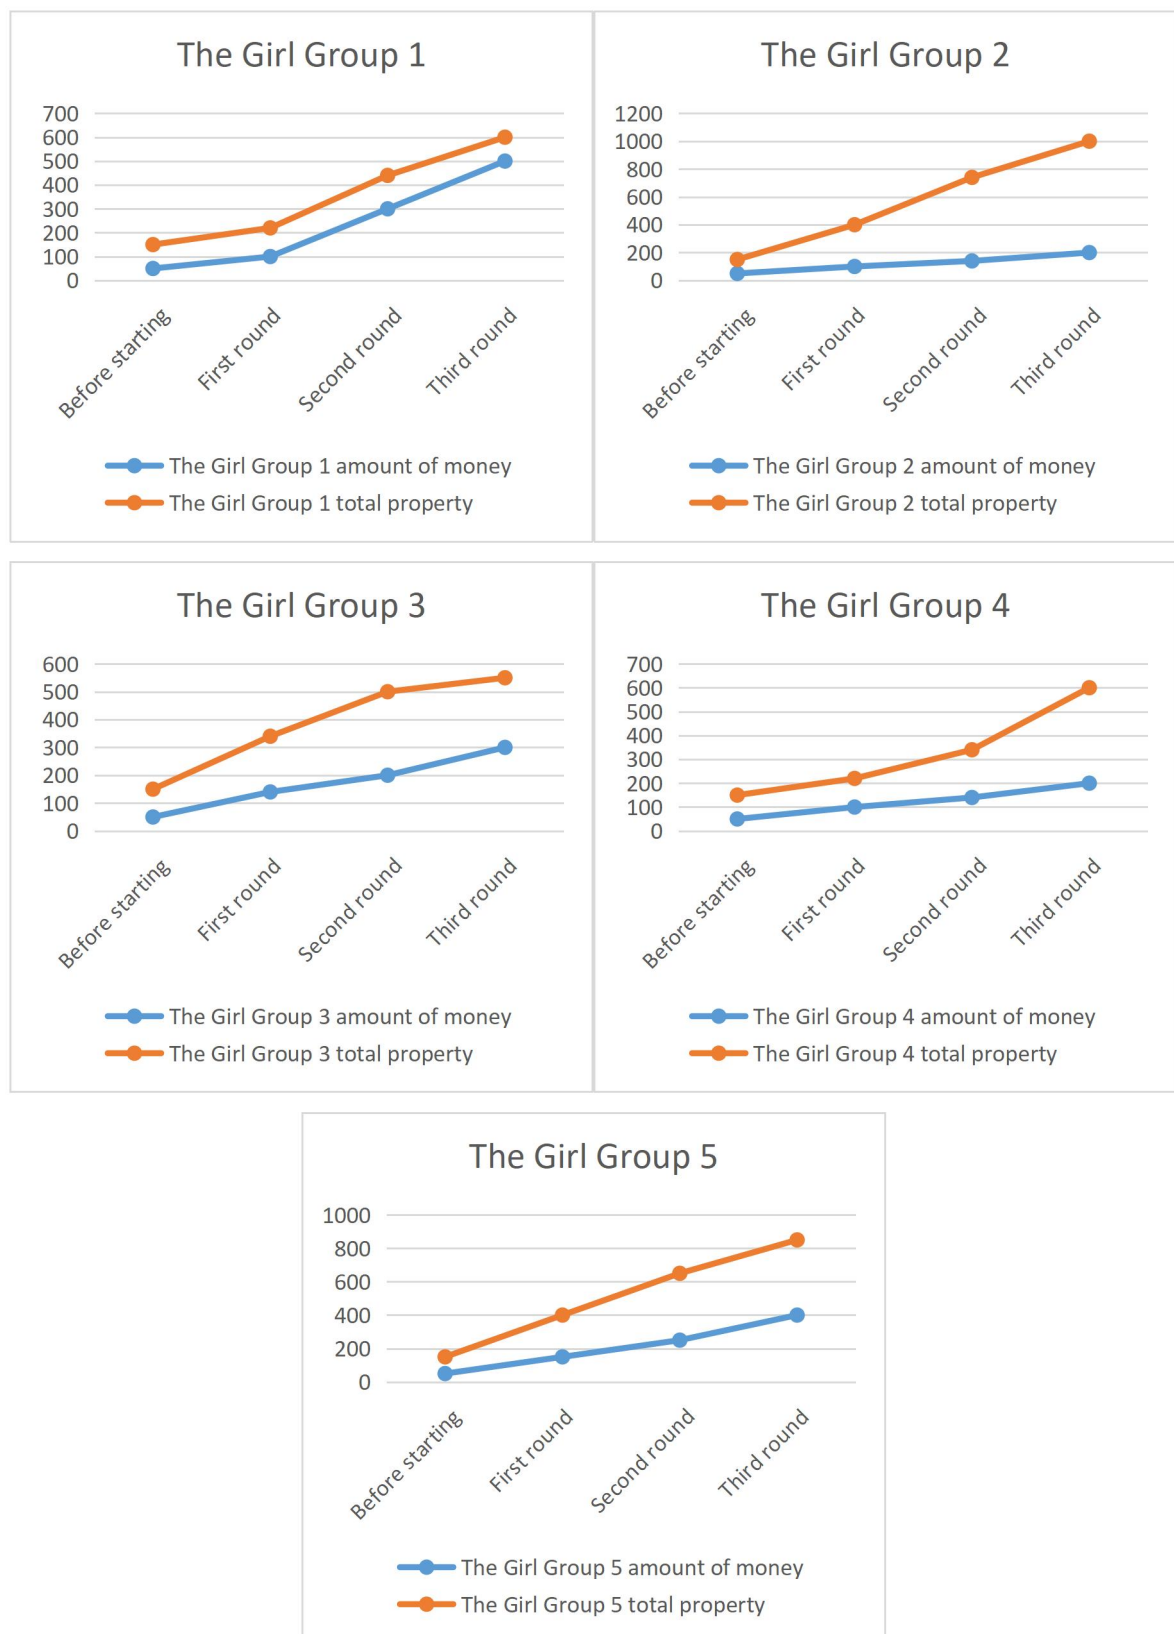 The Girl Group 1
700
600
500
400
300
200
100
0
Before starting
First round
Second round
Third round
The Girl Group 1 amount of money
The Girl Group 1 total property
The Girl Group 2
1200
1000
800
600
400
200
0
Before starting
First round
Second round
Third round
The Girl Group 2 amount of money
The Girl Group 2 total property
The Girl Group 3
600
500
400
300
200
100
0
Before starting
First round
Second round
Third round
The Girl Group 3 amount of money
The Girl Group 3 total property
The Girl Group 4
700
600
500
400
300
200
100
0
Before starting
First round
Second round
Third round
The Girl Group 4 amount of money
The Girl Group 4 total property
The Girl Group 5
1000
800
600
400
200
0
Before starting
First round
Second round
Third round
The Girl Group 5 amount of money
The Girl Group 5 total property